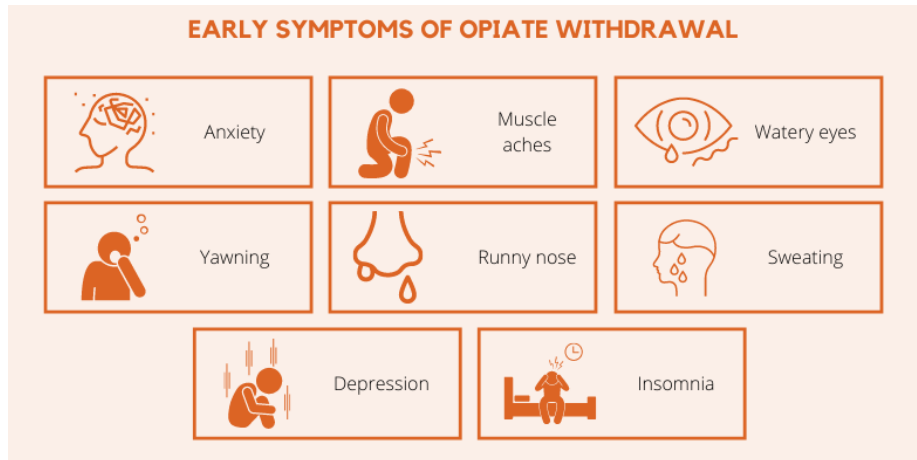 EARLY SYMPTOMS OF OPIATE WITHDRAWAL
Anxiety
Muscle
aches
Watery eyes
Yawning
Runny nose
Sweating
Depression
Insomnia